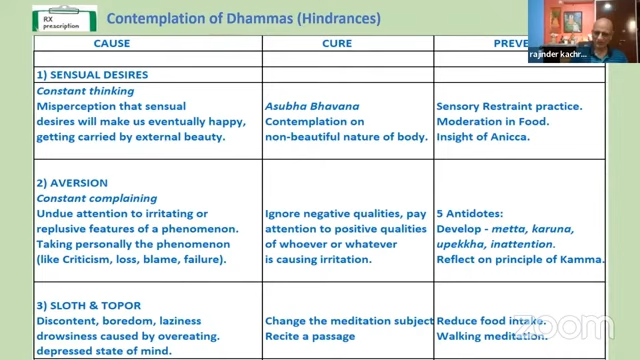 RX
prescription
Contemplation of Dhammas (Hindrances)
CAUSE
CURE
PREVE
rajinder kachr...
1) SENSUAL DESIRES
Constant thinking
Misperception that sensual
desires will make us eventually happy,
getting carried by external beauty.
Asubha Bhavana
Contemplation on
non-beautiful nature of body.
Sensory Restraint practice.
Moderation in Food.
Insight of Anicca.
2) AVERSION
Constant complaining
Undue attention to irritating or
replusive features of a phenomenon.
Taking personally the phenomenon
(like Criticism, loss, blame, failure).
Ignore negative qualities, pay
attention to positive qualities
of whoever or whatever
is causing irritation.
5 Antidotes:
Develop - metta, karuna,
upekkha, inattention.
Reflect on principle of Kamma.
3) SLOTH & TOPOR
Discontent, boredom, laziness
drowsiness caused by overeating.
depressed state of mind.
Change the meditation subject
Recite a passage
Reduce food intake.
Walking meditation.
zoom